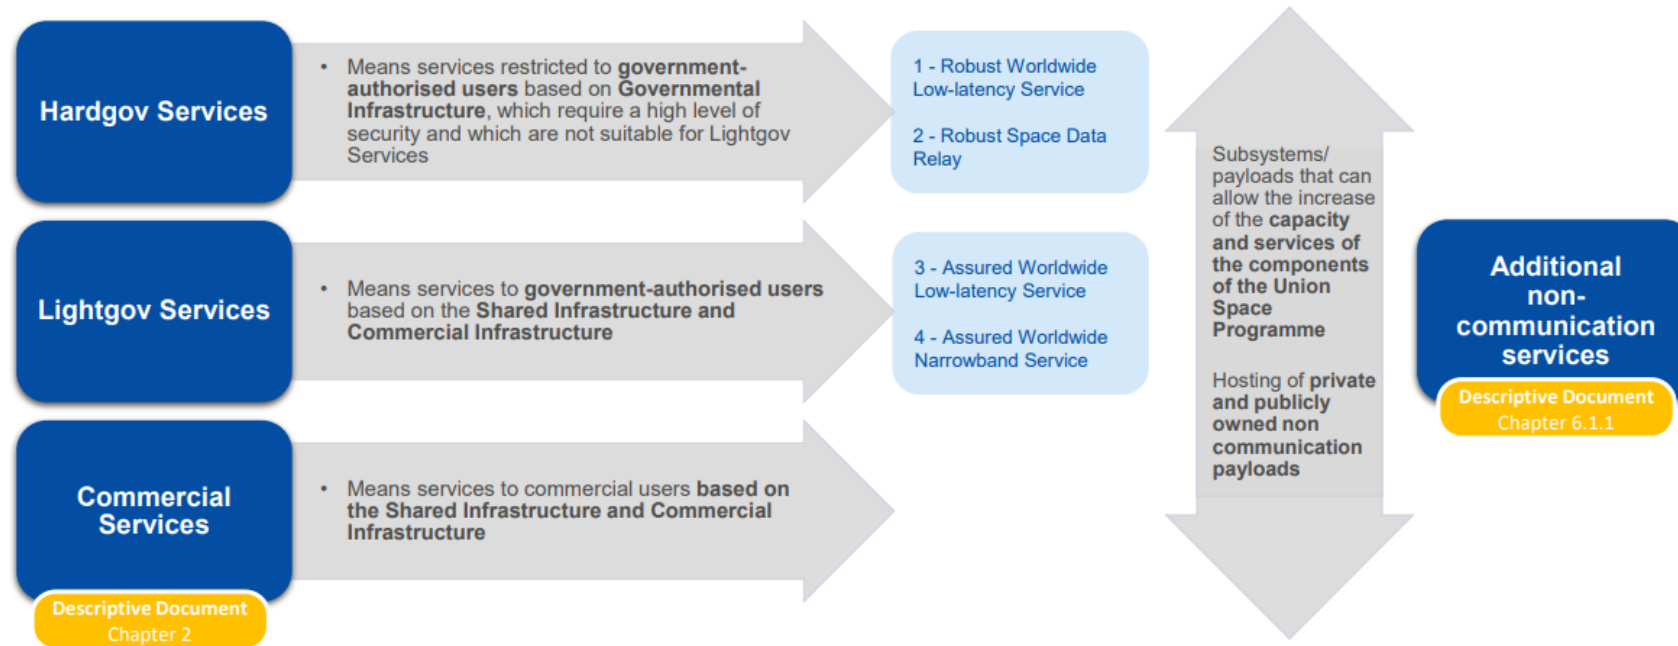 Hardgov Services
• Means services restricted to government-
authorised users based on Governmental
Infrastructure, which require a high level of
security and which are not suitable for Lightgov
Services
1 - Robust Worldwide
Low-latency Service
2 - Robust Space Data
Relay
Lightgov Services
• Means services to government-authorised users
based on the Shared Infrastructure and
Commercial Infrastructure
3 - Assured Worldwide
Low-latency Service
4 - Assured Worldwide
Narrowband Service
Commercial
Services
Descriptive Document
Chapter 2
• Means services to commercial users based on
the Shared Infrastructure and Commercial
Infrastructure
Subsystems/
payloads that can
allow the increase
of the capacity
and services of
the components
of the Union
Space
Programme
Hosting of private
and publicly
owned non
communication
payloads
Additional
non-
communication
services
Descriptive Document
Chapter 6.1.1